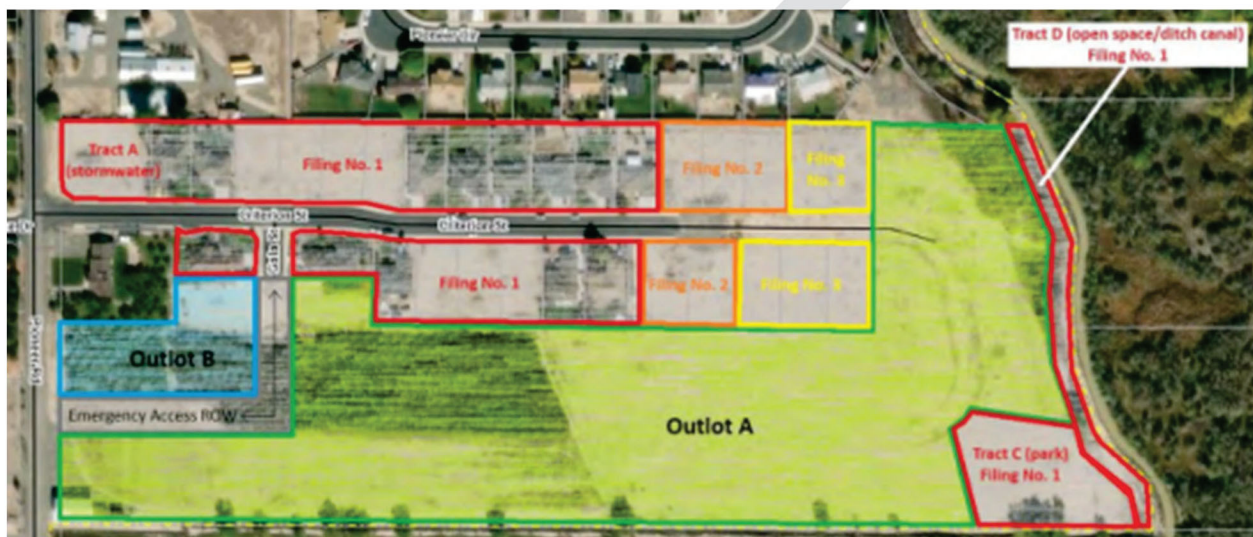 Pioneer Cir
Tract D (open space/ditch canal)
Filing No. 1
Tract A
(stormwater)
Filing No. 1
Filing No. 2
Filing
No. 3
Criterion St
Criterion St
Filing No. 1
Filing No. 2
Filing No. 3
Outlot B
Emergency Access ROW
Outlot A
Tract C (park)
Filing No. 1